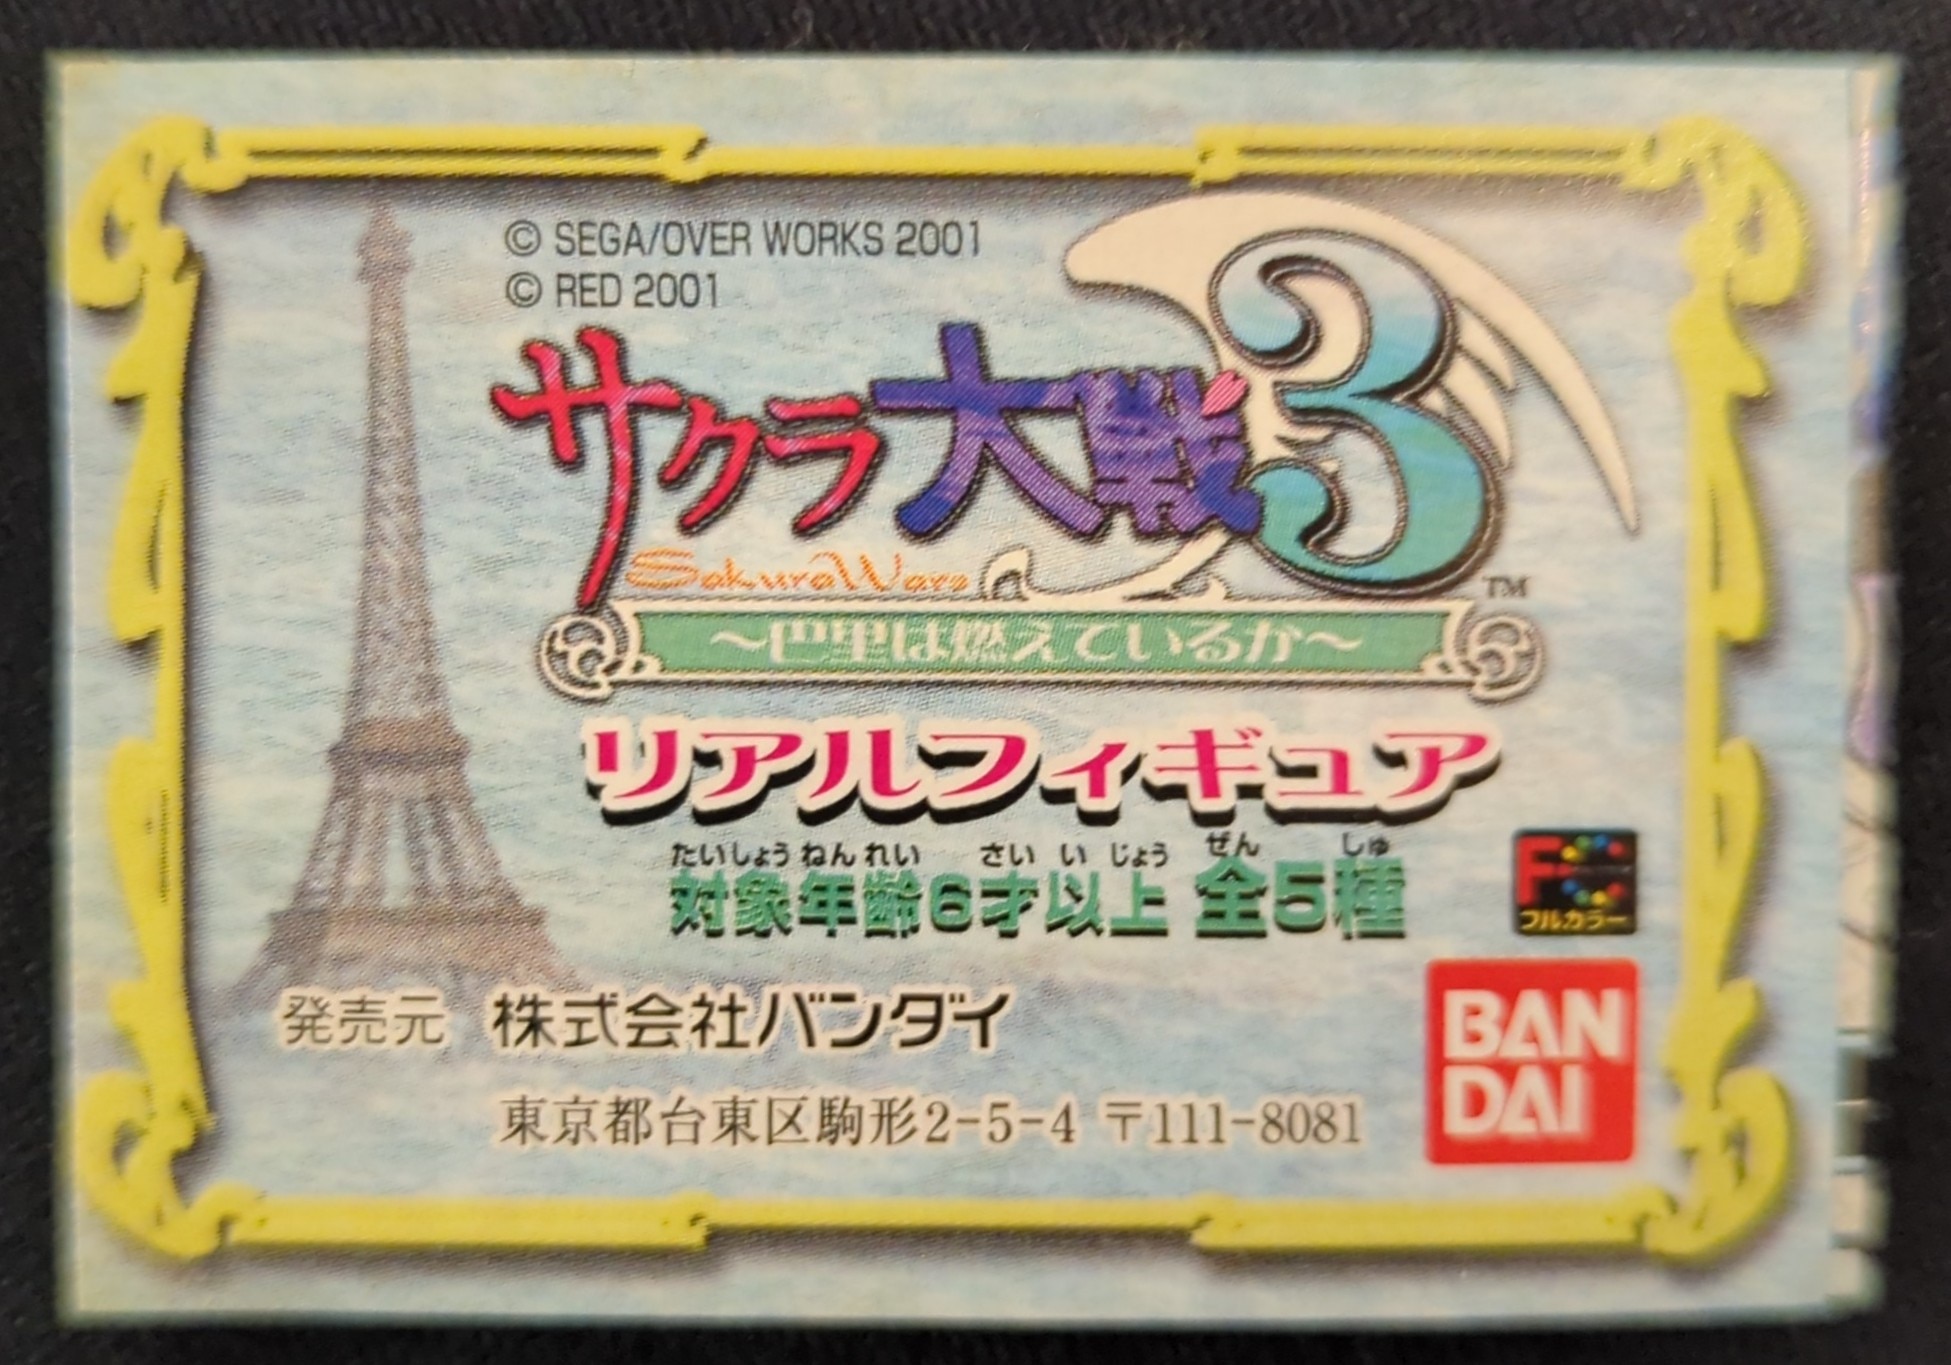 © SEGA/OVER WORKS 2001
© RED 2001
サクラ大戦3
Sakura Wars
TM
～巴里は燃えているか～
リアルフィギュア
たいしょうねんれい さい い じょう ぜん しゅ
対象年齢6才以上 全5種
F
フルカラー
発売元 株式会社バンダイ
東京都台東区駒形2-5-4 〒111-8081
BAN
DAI